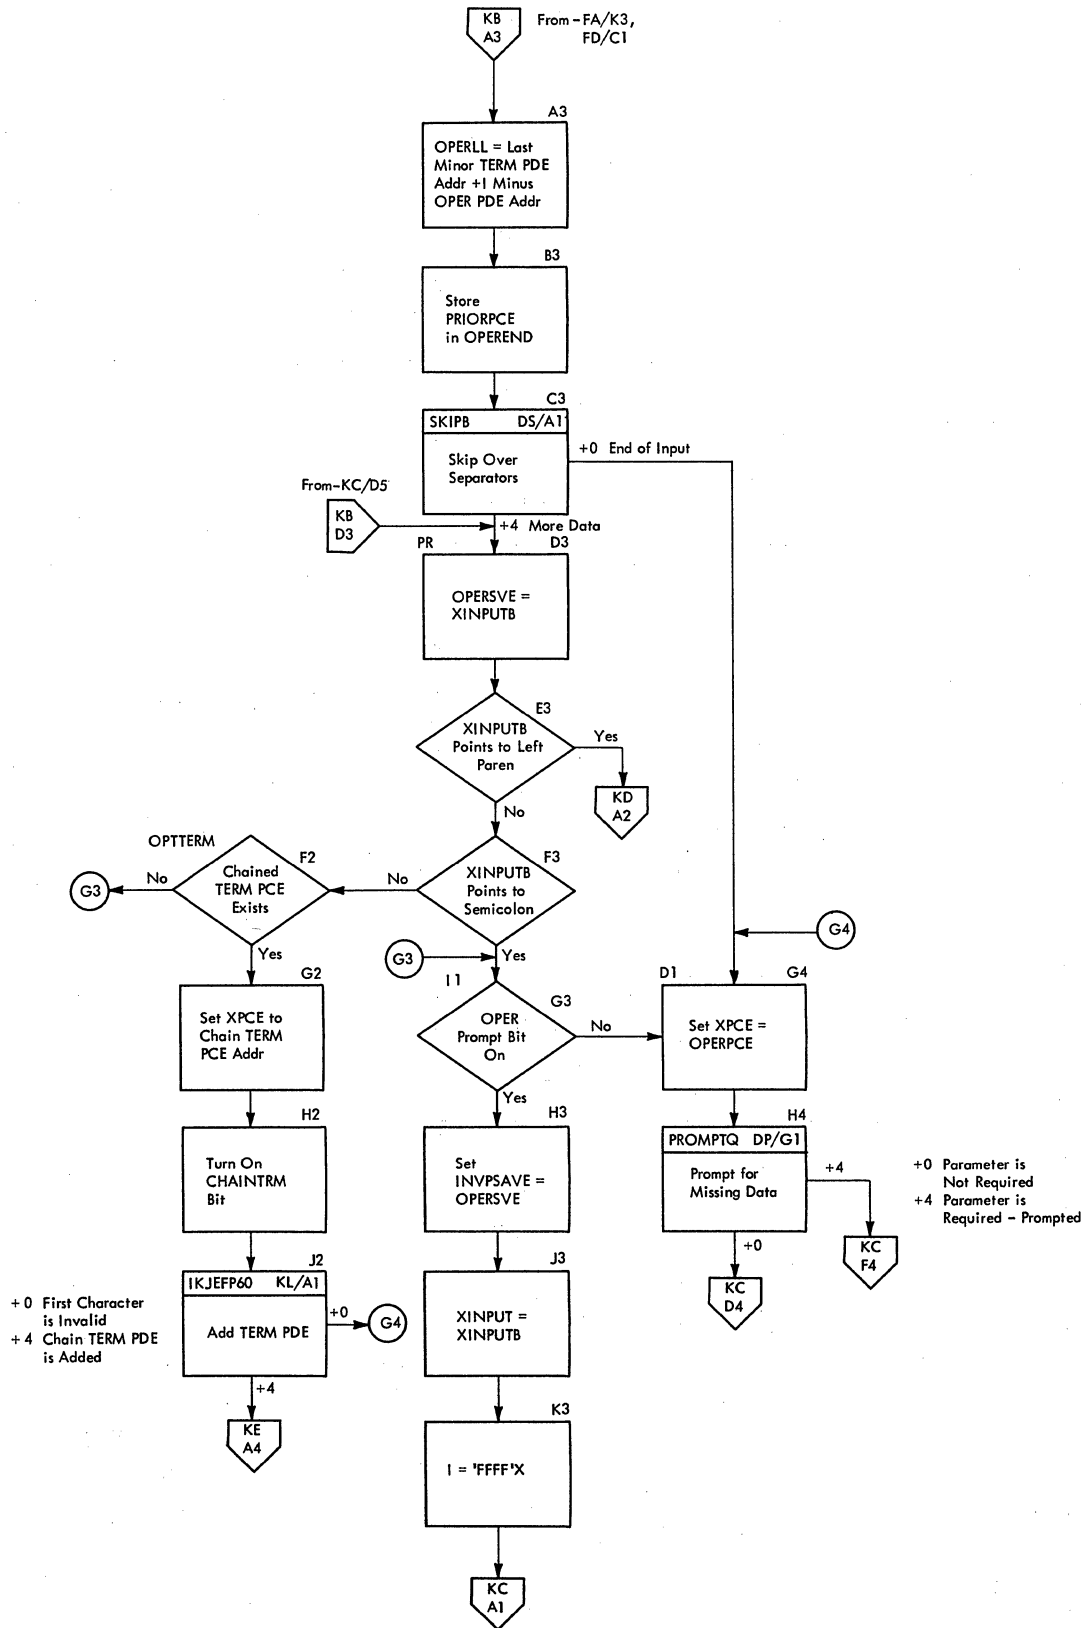 KB
A3
From-FA/K3,
FD/C1
A3
OPERLL = Last
Minor TERM PDE
Addr +1 Minus
OPER PDE Addr
B3
Store
PRIORPCE
in OPEREND
C3
SKIPB DS/A1
Skip Over
Separators
+0 End of Input
From-KC/D5
KB
D3
+4 More Data
PR D3
OPERSVE =
XINPUTB
E3
XINPUTB
Points to Left
Paren
Yes
KD
A2
No
OPTTERM
F2
Chained
TERM PCE
Exists
No
G3
No
F3
XINPUTB
Points to
Semicolon
G4
Yes
G3
Yes
G2
Set XPCE to
Chain TERM
PCE Addr
I1
G3
OPER
Prompt Bit
On
No
D1 G4
Set XPCE =
OPERPCE
Yes
H2
Turn On
CHAINTRM
Bit
H3
Set
INVPSAVE =
OPERSVE
H4
PROMPTQ DP/G1
Prompt for
Missing Data
+4
+0 Parameter is
Not Required
+4 Parameter is
Required - Prompted
KC
F4
+0
KC
D4
J2
IKJEFP60 KL/A1
Add TERM PDE
+0 First Character
is Invalid
+4 Chain TERM PDE
is Added
+0
G4
+4
KE
A4
J3
XINPUT =
XINPUTB
K3
I = 'FFFF'X
KC
A1